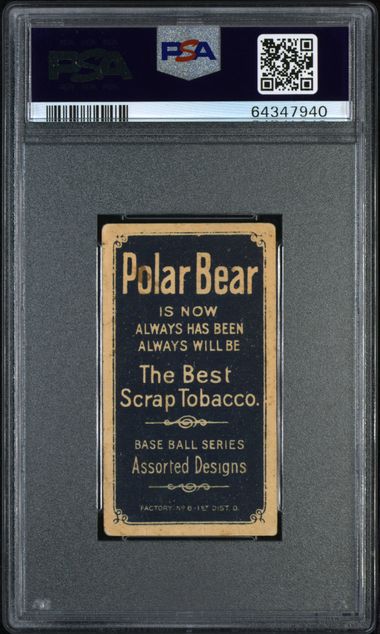 PSA
PSA
64347940
Polar Bear
IS NOW
ALWAYS HAS BEEN
ALWAYS WILL BE
The Best
Scrap Tobacco.
BASE BALL SERIES
Assorted Designs
FACTORY Nº 6 - 1ST DIST. O.